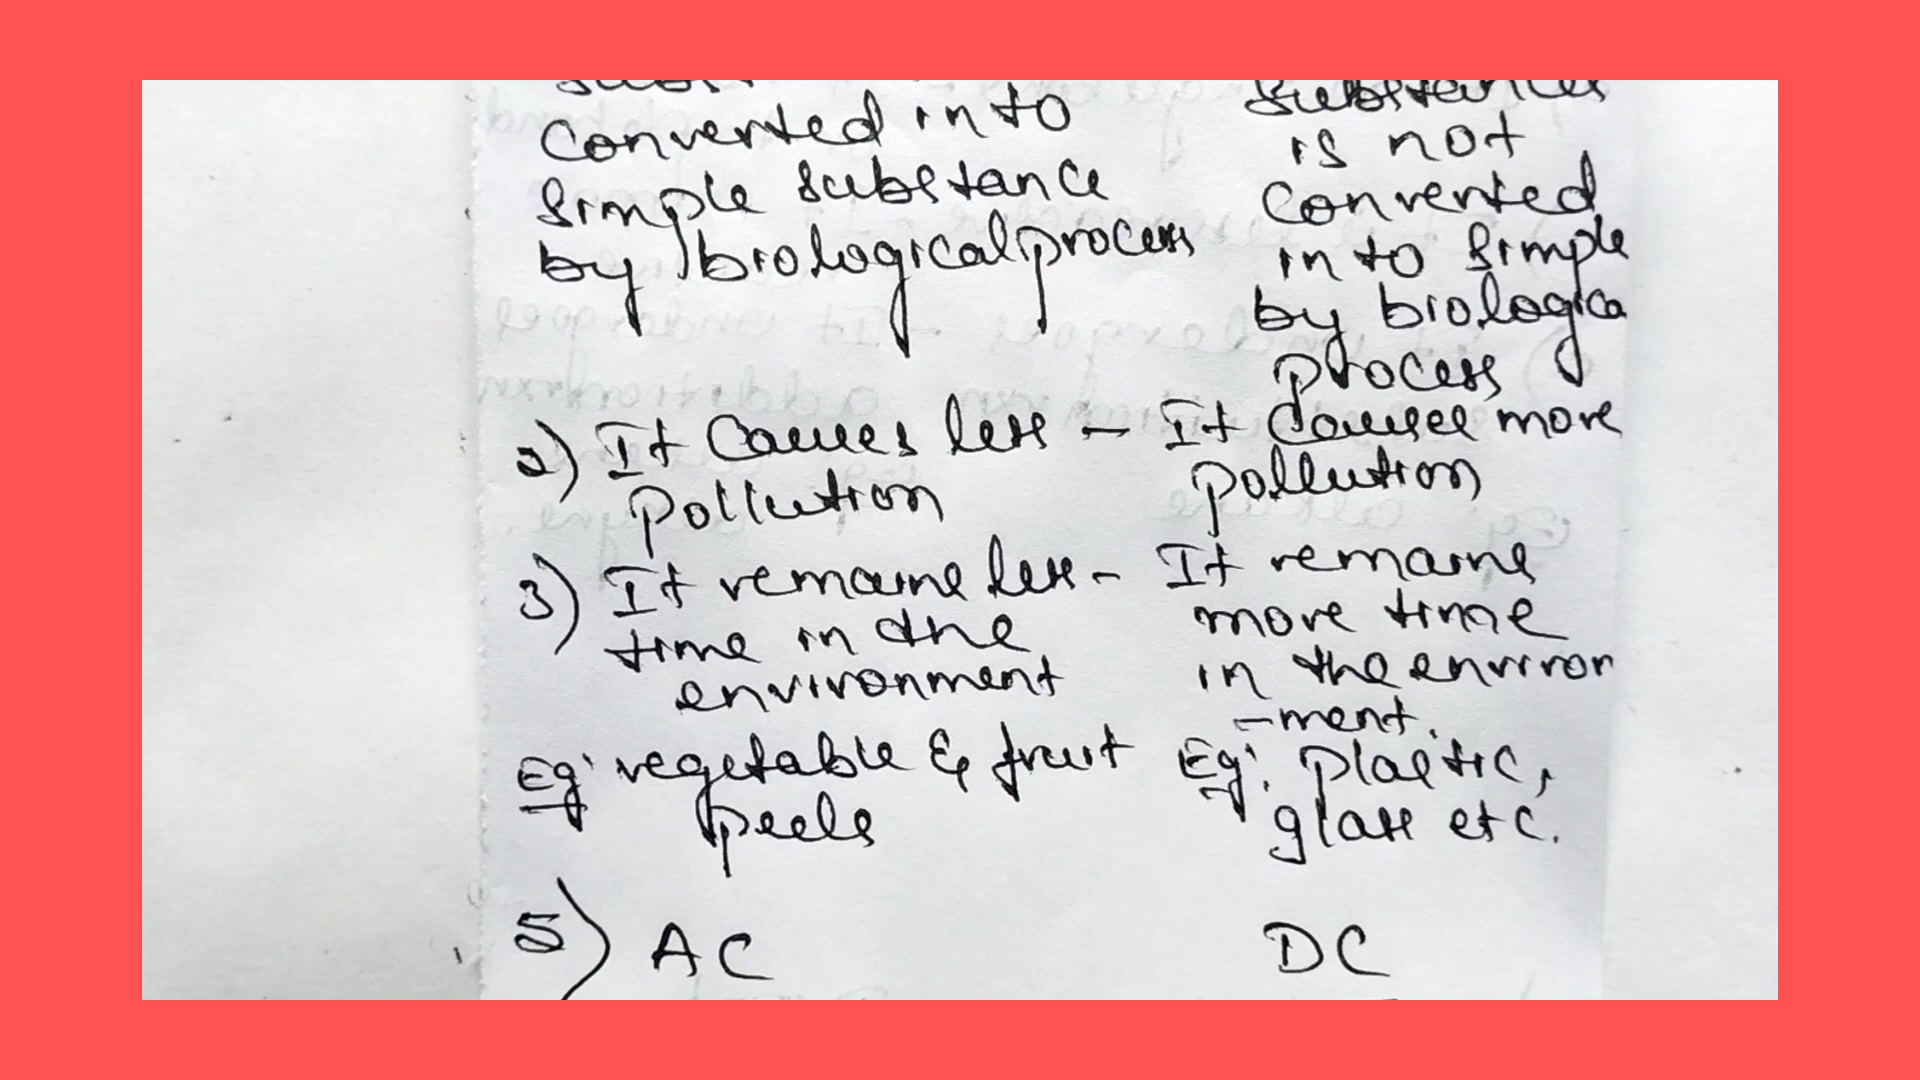 Substances
converted into
is not
simple substance
converted
by biological process
into simple
by biologica
process
2) It causes less - It causes more
pollution
pollution
3) It remains less - It remains
time in the
more time
environment
in the environ
-ment.
Eg: vegetable & fruit
Eg: plastic,
peels
glass etc.
5) AC
DC